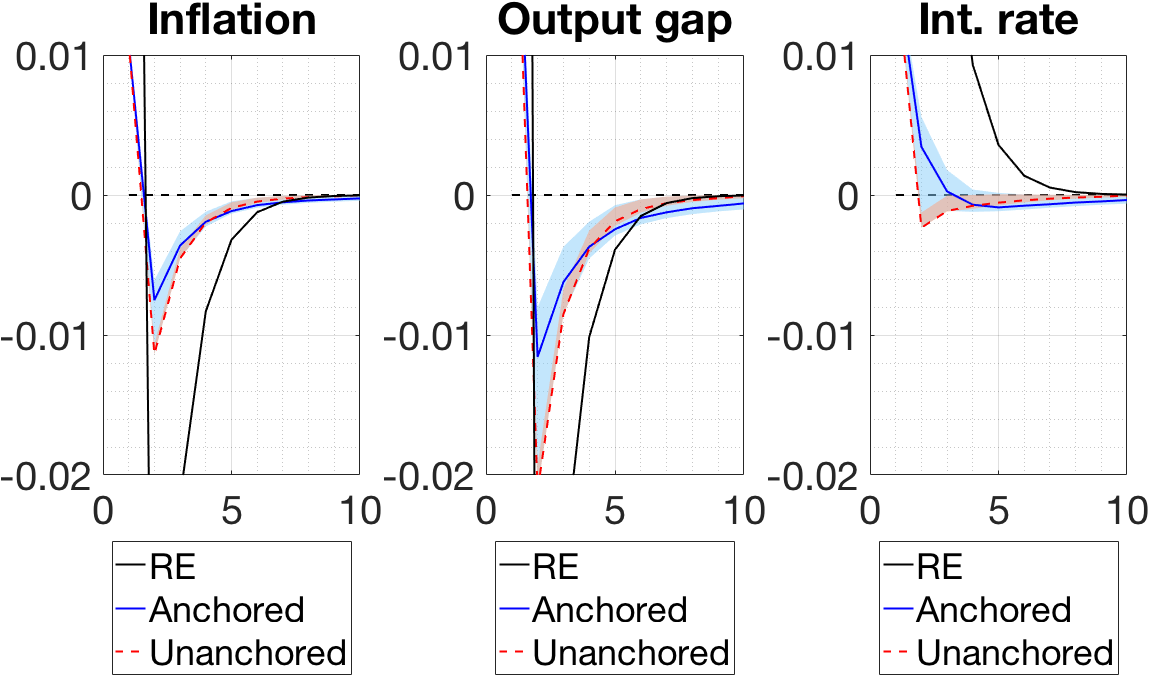 Inflation
0.01
0
-0.01
-0.02
0
5
10
RE
Anchored
Unanchored
Output gap
0.01
0
-0.01
-0.02
0
5
10
RE
Anchored
Unanchored
Int. rate
0.01
0
-0.01
-0.02
0
5
10
RE
Anchored
Unanchored